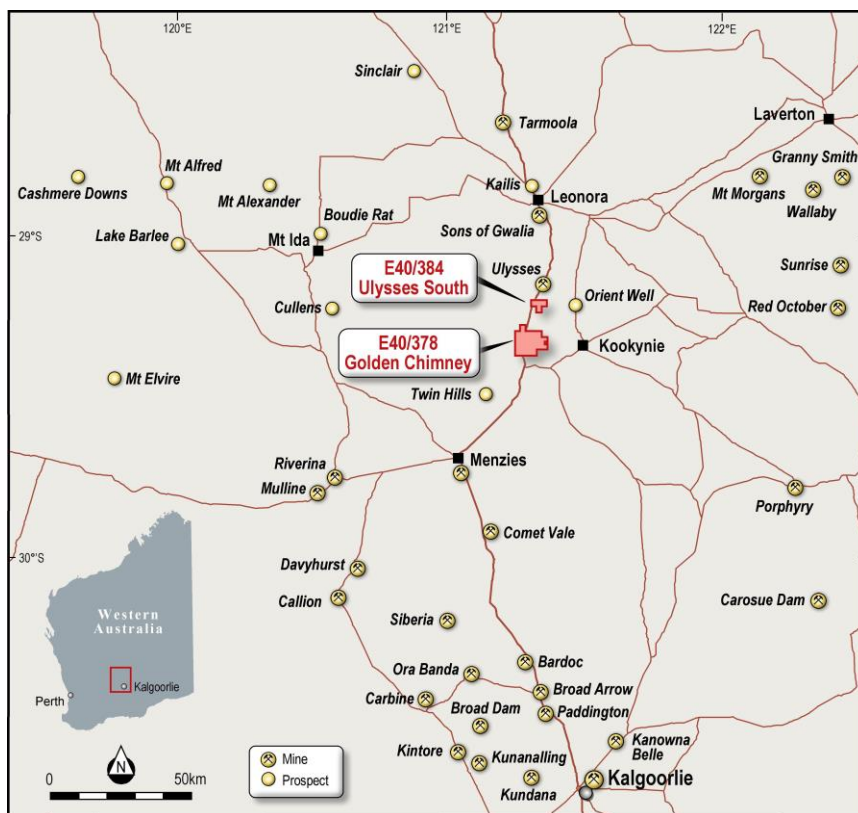 120°E
121°E
122°E
Sinclair
Tarmoola
Laverton
Granny Smith
Mt Alfred
Kailis
Cashmere Downs
Mt Alexander
Leonora
Mt Morgans
Wallaby
Boudie Rat
Sons of Gwalia
29°S
Lake Barlee
Mt Ida
E40/384
Ulysses South
Ulysses
Sunrise
Orient Well
Cullens
Red October
E40/378
Golden Chimney
Kookynie
Mt Elvire
Twin Hills
Menzies
Riverina
Mulline
Porphyry
Comet Vale
30°S
Davyhurst
Callion
Carosue Dam
Siberia
Western
Australia
Kalgoorlie
Perth
Bardoc
Ora Banda
Carbine
Broad Arrow
Broad Dam
Paddington
Kanowna
Belle
Kintore
Kunanalling
Kundana
Kalgoorlie
N
0
50km
Mine
Prospect